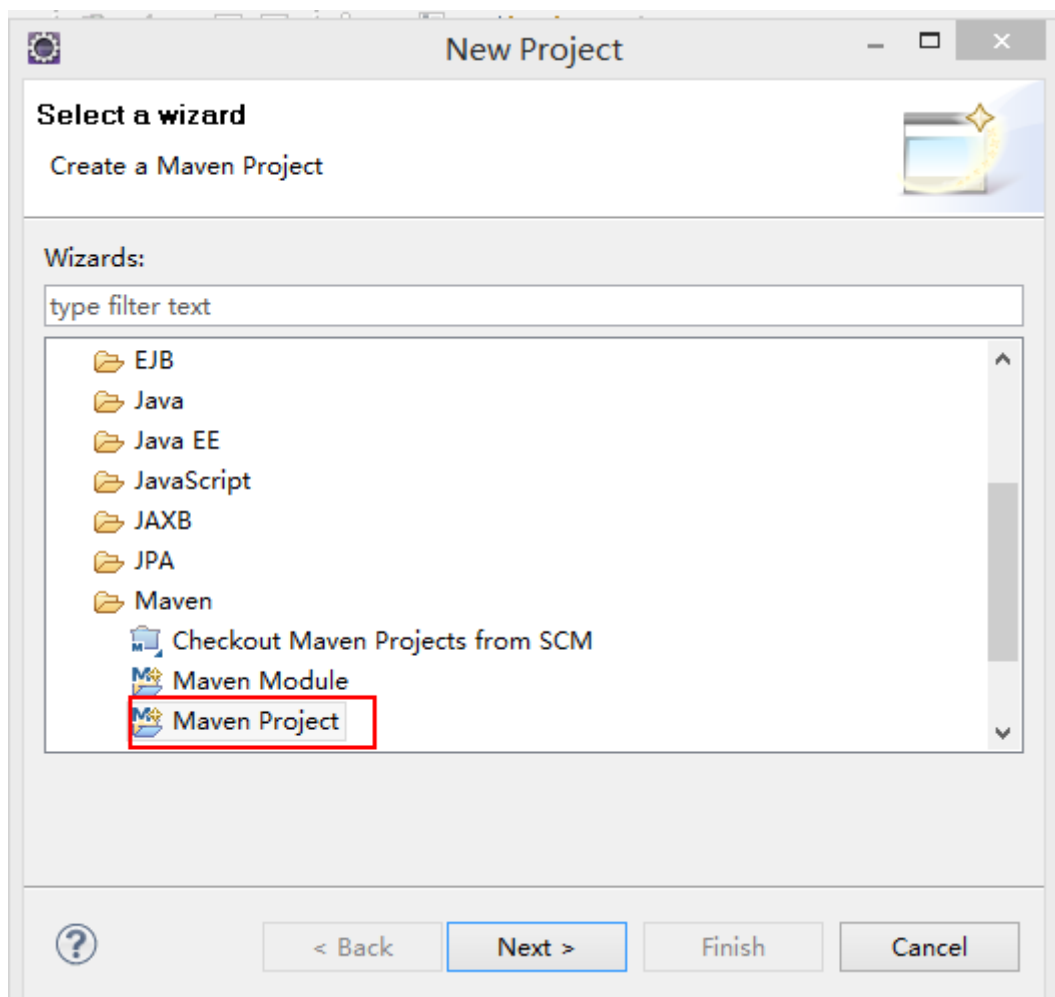 New Project
Select a wizard
Create a Maven Project
Wizards:
type filter text
EJB
Java
Java EE
JavaScript
JAXB
JPA
Maven
Checkout Maven Projects from SCM
Maven Module
Maven Project
< Back Next > Finish Cancel